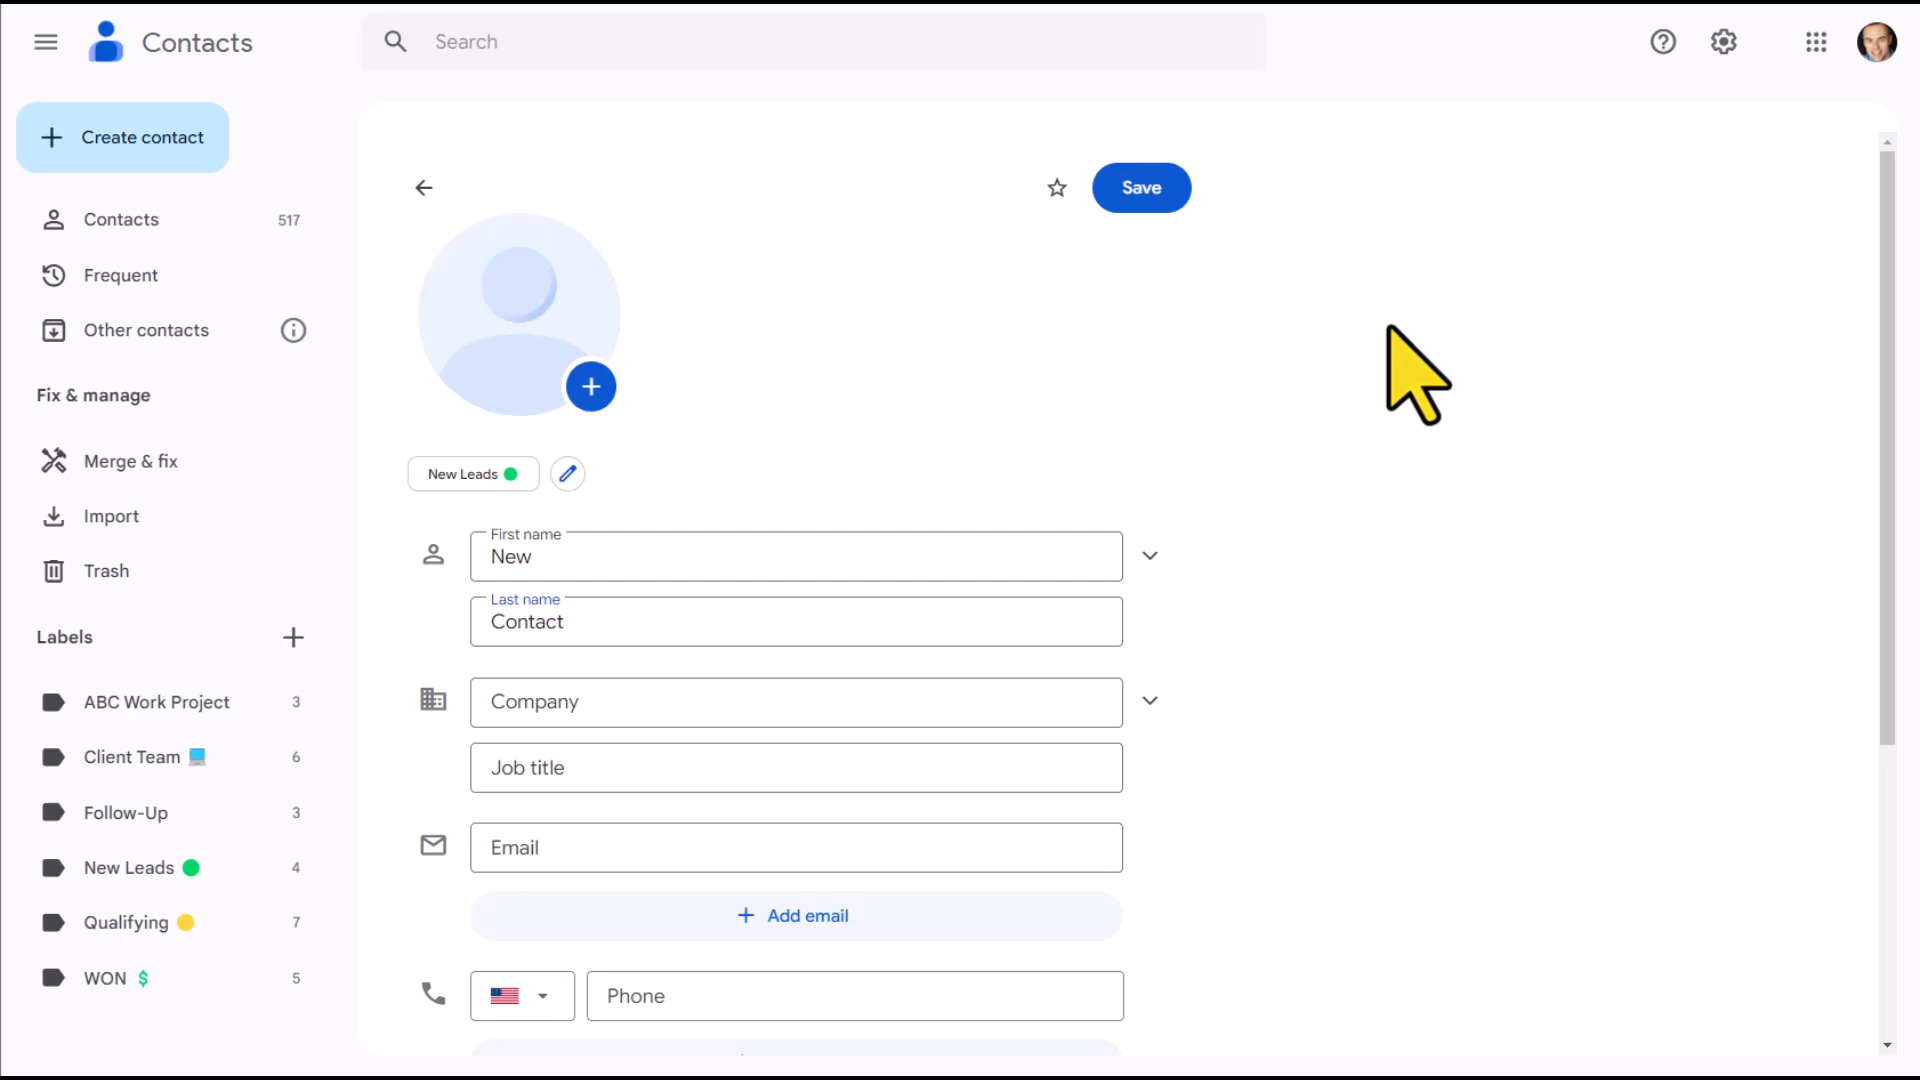 Contacts
Search
Create contact
Save
Contacts 517
Frequent
Other contacts
Fix & manage
Merge & fix
Import
Trash
Labels
ABC Work Project 3
Client Team 6
Follow-Up 3
New Leads 4
Qualifying 7
WON $ 5
New Leads
First name
New
Last name
Contact
Company
Job title
Email
Add email
Phone